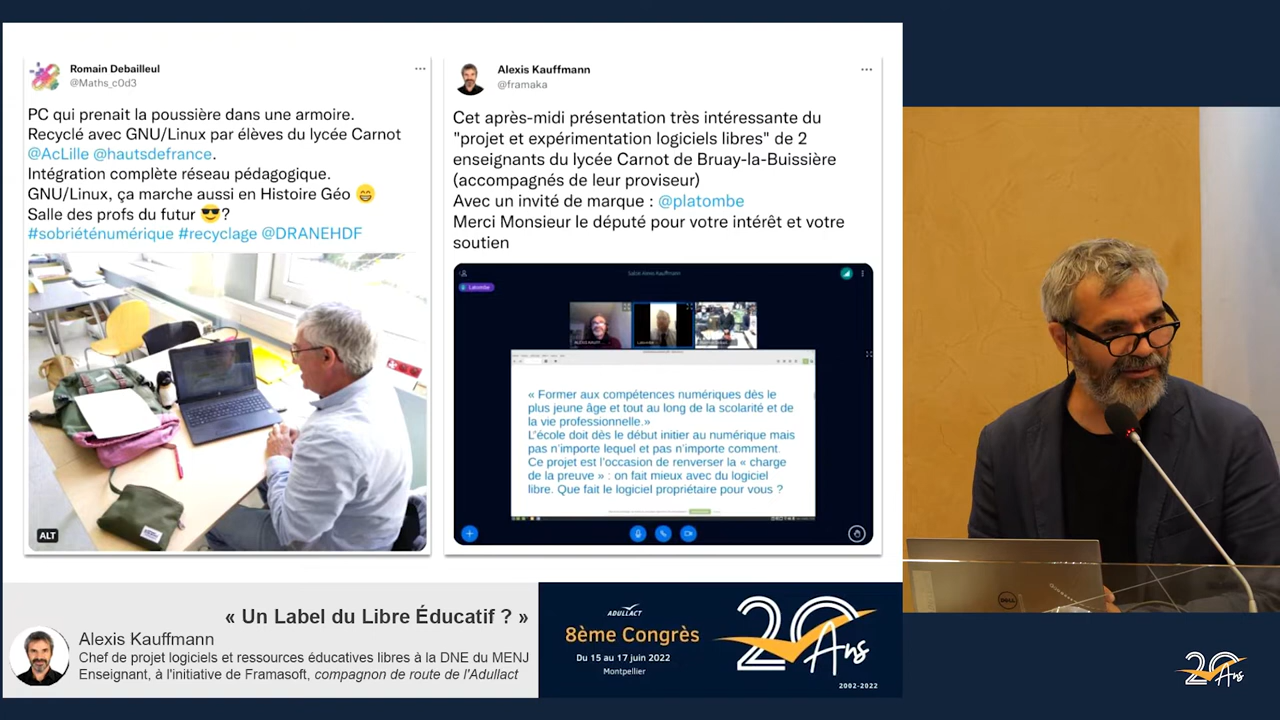 Romain Debailleul
@Maths_c0d3
PC qui prenait la poussière dans une armoire.
Recyclé avec GNU/Linux par élèves du lycée Carnot
@AcLille @hautsdefrance.
Intégration complète réseau pédagogique.
GNU/Linux, ça marche aussi en Histoire Géo 😁
Salle des profs du futur 😎?
#sobriéténumérique #recyclage @DRANEHDF
ALT
Alexis Kauffmann
@framaka
Cet après-midi présentation très intéressante du
"projet et expérimentation logiciels libres" de 2
enseignants du lycée Carnot de Bruay-la-Buissière
(accompagnés de leur proviseur)
Avec un invité de marque : @platombe
Merci Monsieur le député pour votre intérêt et votre
soutien
Salon Alexis Kauffmann
Latombe
« Former aux compétences numériques dès le
plus jeune âge et tout au long de la scolarité et de
la vie professionnelle.»
L'école doit dès le début initier au numérique mais
pas n'importe lequel et pas n'importe comment.
Ce projet est l'occasion de renverser la « charge
de la preuve » : on fait mieux avec du logiciel
libre. Que fait le logiciel propriétaire pour vous ?
« Un Label du Libre Éducatif ? »
Alexis Kauffmann
Chef de projet logiciels et ressources éducatives libres à la DNE du MENJ
Enseignant, à l'initiative de Framasoft, compagnon de route de l'Adullact
ADULLACT
8ème Congrès
Du 15 au 17 juin 2022
Montpellier
20 Ans
2002-2022
DELL
20 Ans